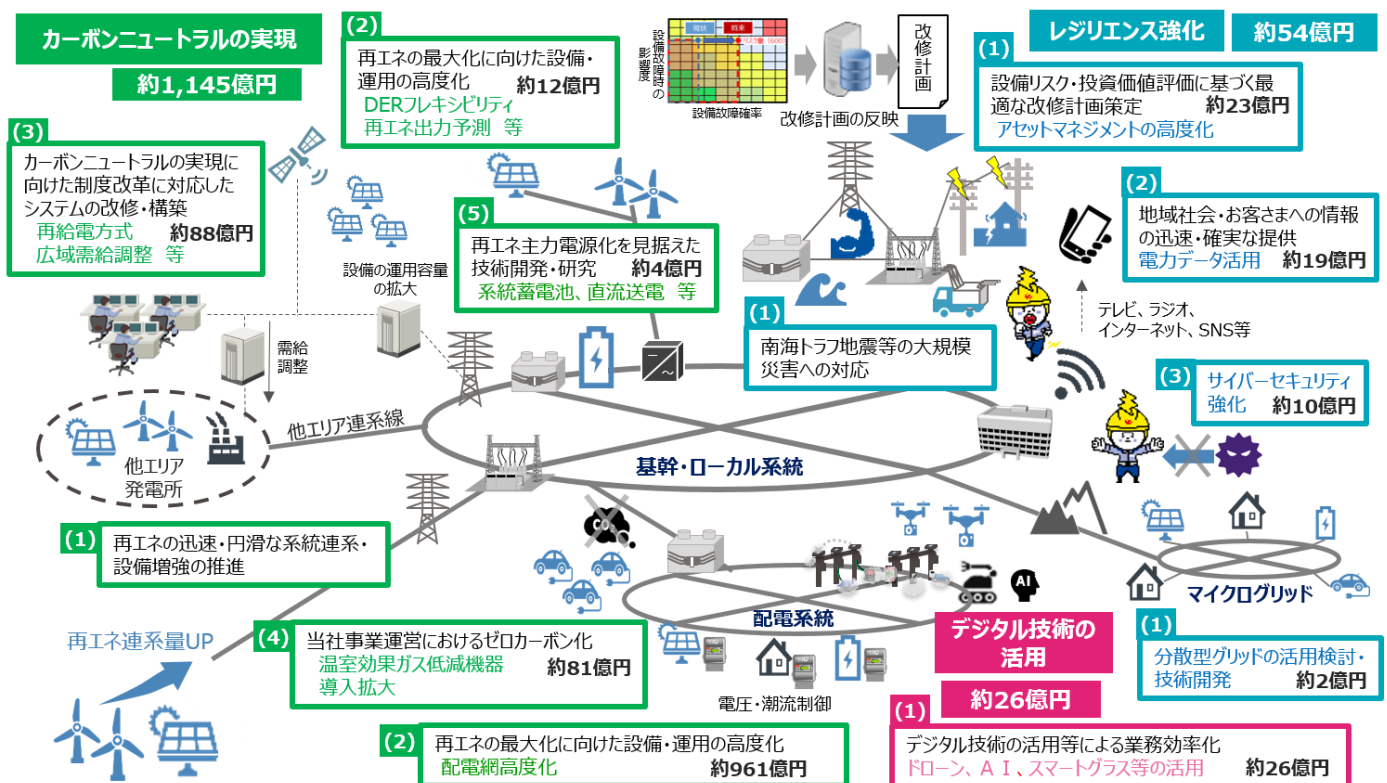 カーボンニュートラルの実現
約1,145億円
(2)
再エネの最大化に向けた設備・
運用の高度化 約12億円
DERフレキシビリティ
再エネ出力予測 等
(3)
カーボンニュートラルの実現に
向けた制度改革に対応した
システムの改修・構築
再給電方式 約88億円
広域需給調整 等
設備故障時の
影響度
現状
将来
設備故障確率
改修計画の反映
改修計画
レジリエンス強化
約54億円
(1)
設備リスク・投資価値評価に基づく最
適な改修計画策定 約23億円
アセットマネジメントの高度化
(2)
地域社会・お客さまへの情報
の迅速・確実な提供
電力データ活用 約19億円
テレビ、ラジオ、
インターネット、SNS等
(5)
再エネ主力電源化を見据えた
技術開発・研究 約4億円
系統蓄電池、直流送電 等
設備の運用容量
の拡大
需給
調整
(1)
南海トラフ地震等の大規模
災害への対応
(3)
サイバーセキュリティ
強化 約10億円
他エリア
発電所
他エリア連系線
基幹・ローカル系統
(1)
再エネの迅速・円滑な系統連系・
設備増強の推進
CO2
AI
マイクログリッド
配電系統
再エネ連系量UP
(4)
当社事業運営におけるゼロカーボン化
温室効果ガス低減機器 約81億円
導入拡大
電圧・潮流制御
デジタル技術の
活用
約26億円
(1)
分散型グリッドの活用検討・
技術開発 約2億円
(2)
再エネの最大化に向けた設備・運用の高度化
配電網高度化 約961億円
(1)
デジタル技術の活用等による業務効率化
ドローン、AI、スマートグラス等の活用 約26億円